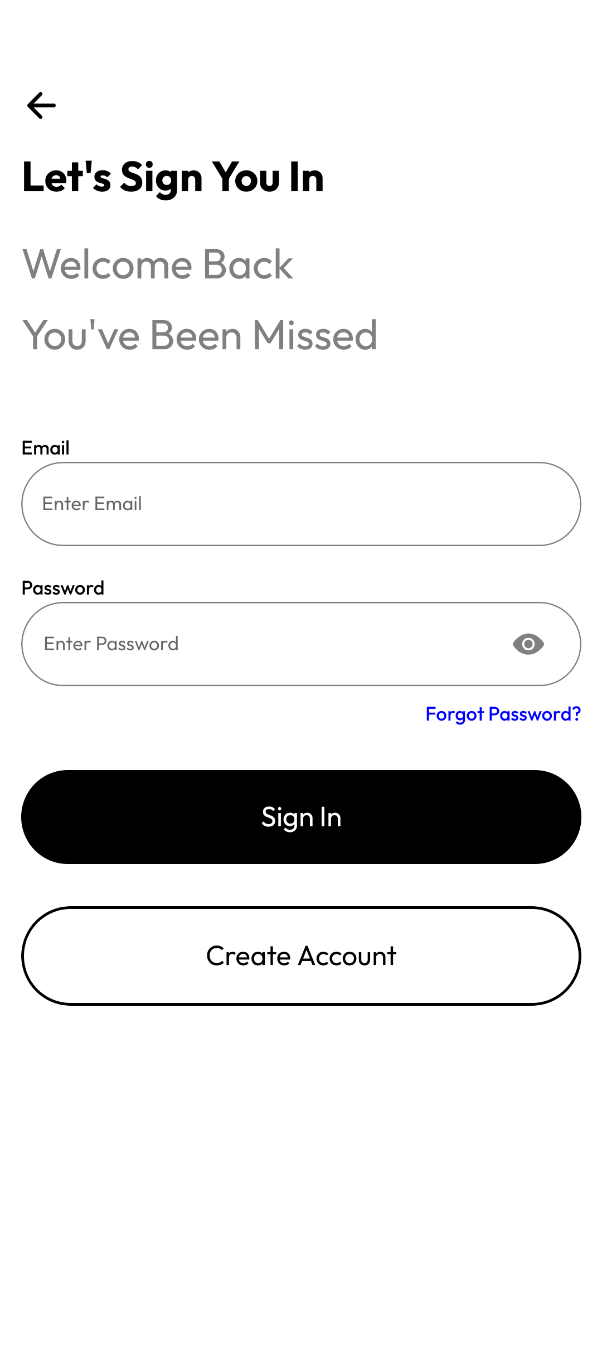 Let's Sign You In
Welcome Back
You've Been Missed
Email
Enter Email
Password
Enter Password
Forgot Password?
Sign In
Create Account